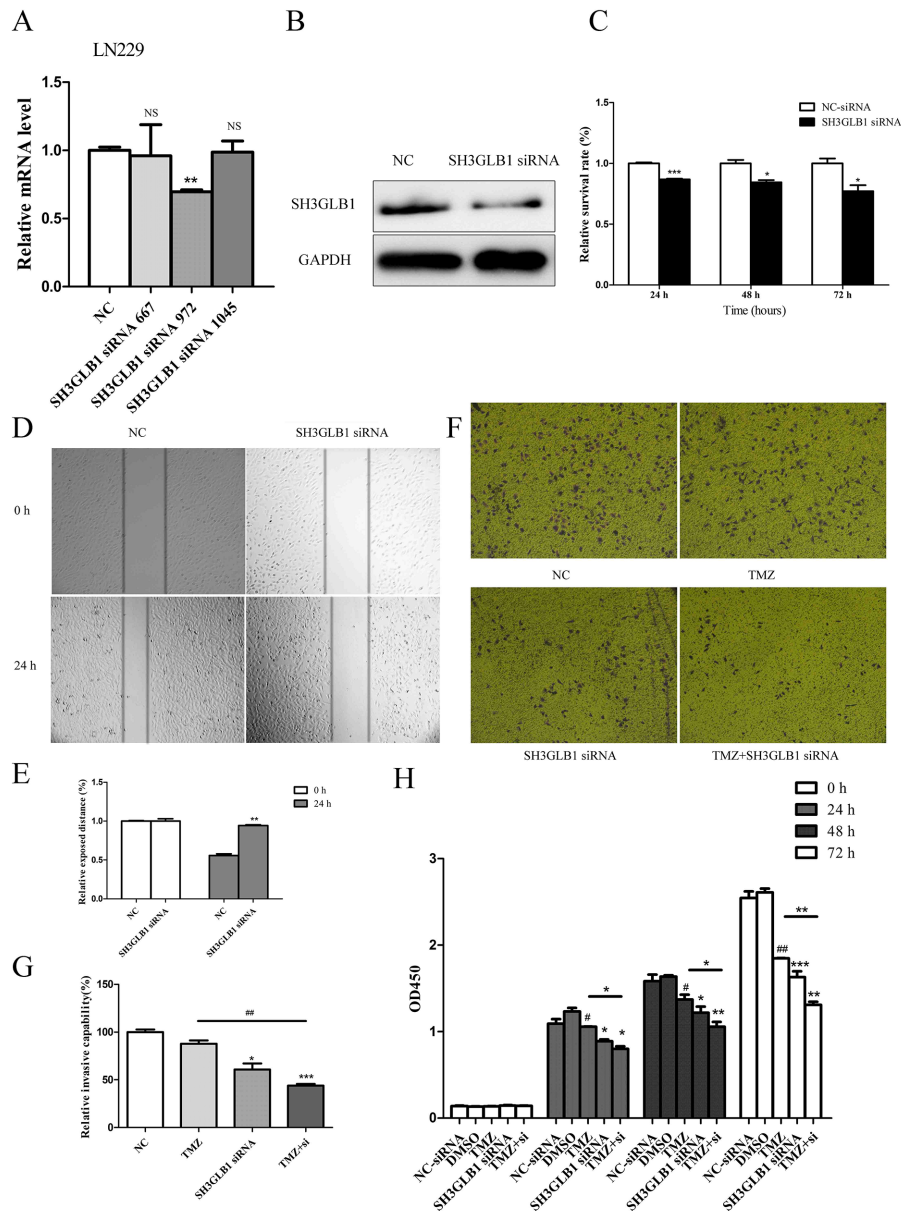 A
LN229
Relative mRNA level
1.5
1.0
0.5
0.0
NS
**
NS
NC
SH3GLB1 siRNA 667
SH3GLB1 siRNA 972
SH3GLB1 siRNA 1045
B
NC
SH3GLB1 siRNA
SH3GLB1
GAPDH
C
NC-siRNA
SH3GLB1 siRNA
Relative survival rate (%)
1.5
1.0
0.5
0.0
***
*
*
24 h
48 h
72 h
Time (hours)
D
NC
SH3GLB1 siRNA
0 h
24 h
F
NC
TMZ
SH3GLB1 siRNA
TMZ+SH3GLB1 siRNA
E
0 h
24 h
Relative exposed distance (%)
1.5
1.0
0.5
0.0
**
NC
SH3GLB1 siRNA
NC
SH3GLB1 siRNA
G
Relative invasive capability(%)
150
100
50
0
##
*
***
NC
TMZ
SH3GLB1 siRNA
TMZ+si
H
0 h
24 h
48 h
72 h
OD450
3
2
1
0
*
#
*
*
*
#
*
**
**
##
***
**
NC-siRNA
DMSO
TMZ
SH3GLB1 siRNA
TMZ+si
NC-siRNA
DMSO
TMZ
SH3GLB1 siRNA
TMZ+si
NC-siRNA
DMSO
TMZ
SH3GLB1 siRNA
TMZ+si
NC-siRNA
DMSO
TMZ
SH3GLB1 siRNA
TMZ+si